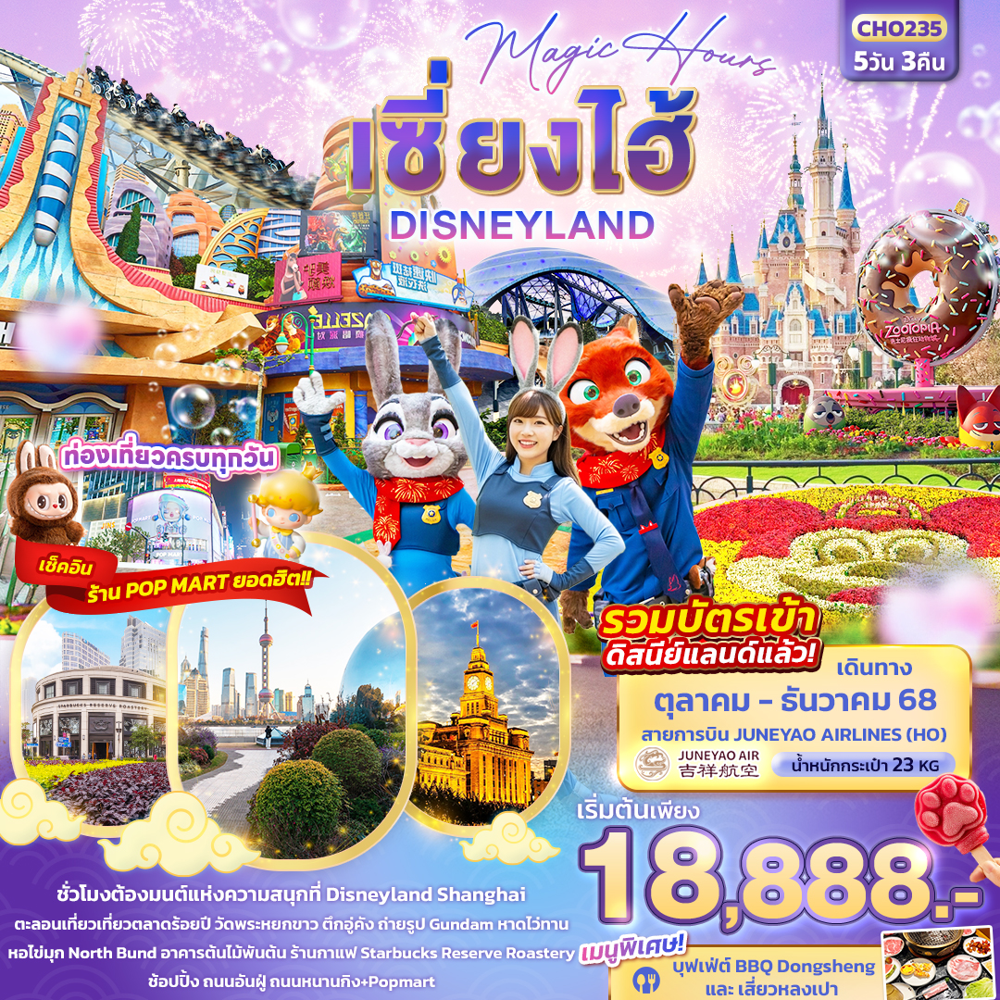 Magic Hours
CHO235
5วัน 3คืน
เซี่ยงไฮ้
DISNEYLAND
ZOOTOPIA
ท่องเที่ยวครบทุกวัน
POP MART
เช็คอิน
ร้าน POP MART ยอดฮิต!!
STARBUCKS RESERVE ROASTERY
รวมบัตรเข้า
ดิสนีย์แลนด์แล้ว!
เดินทาง
ตุลาคม - ธันวาคม 68
สายการบิน JUNEYAO AIRLINES (HO)
JUNEYAO AIR
吉祥航空
น้ำหนักกระเป๋า 23 KG
เริ่มต้นเพียง
18,888.-
ชั่วโมงต้องมนต์แห่งความสนุกที่ Disneyland Shanghai
ตะลอนเที่ยวเที่ยวตลาดร้อยปี วัดพระหยกขาว ตึกอู่คัง ถ่ายรูป Gundam หาดไว่ทาน
หอไข่มุก North Bund อาคารต้นไม้พันต้น ร้านกาแฟ Starbucks Reserve Roastery
ช้อปปิ้ง ถนนอันฝู ถนนหนานกิง+Popmart
เมนูพิเศษ!
บุฟเฟ่ต์ BBQ Dongsheng
และ เสี่ยวหลงเปา